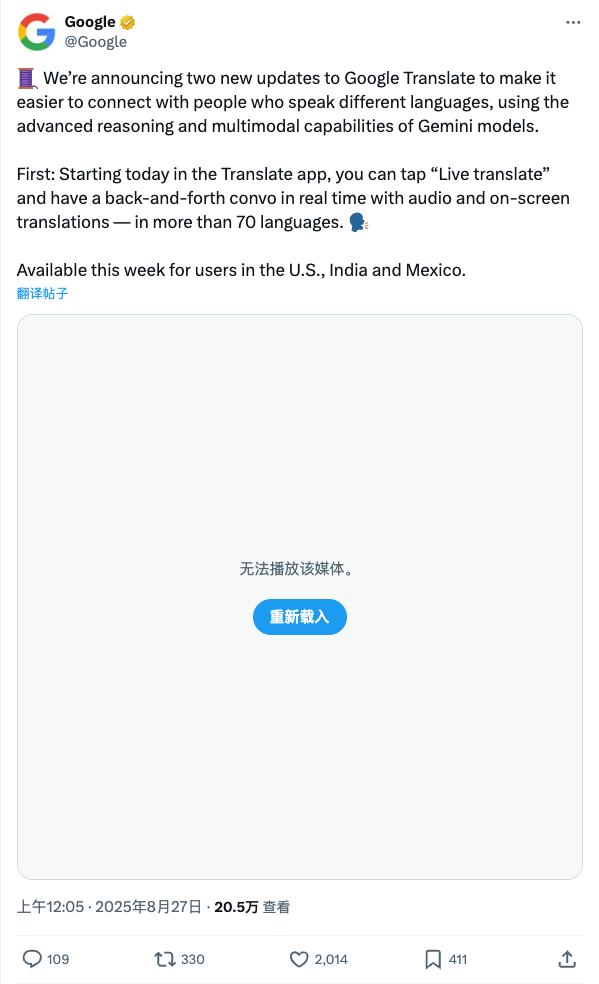 Google
@Google
🧵 We’re announcing two new updates to Google Translate to make it
easier to connect with people who speak different languages, using the
advanced reasoning and multimodal capabilities of Gemini models.
First: Starting today in the Translate app, you can tap “Live translate”
and have a back-and-forth convo in real time with audio and on-screen
translations — in more than 70 languages. 🗣️
Available this week for users in the U.S., India and Mexico.
翻译帖子
无法播放该媒体。
重新载入
上午12:05 · 2025年8月27日 · 20.5万 查看
109 330 2,014 411